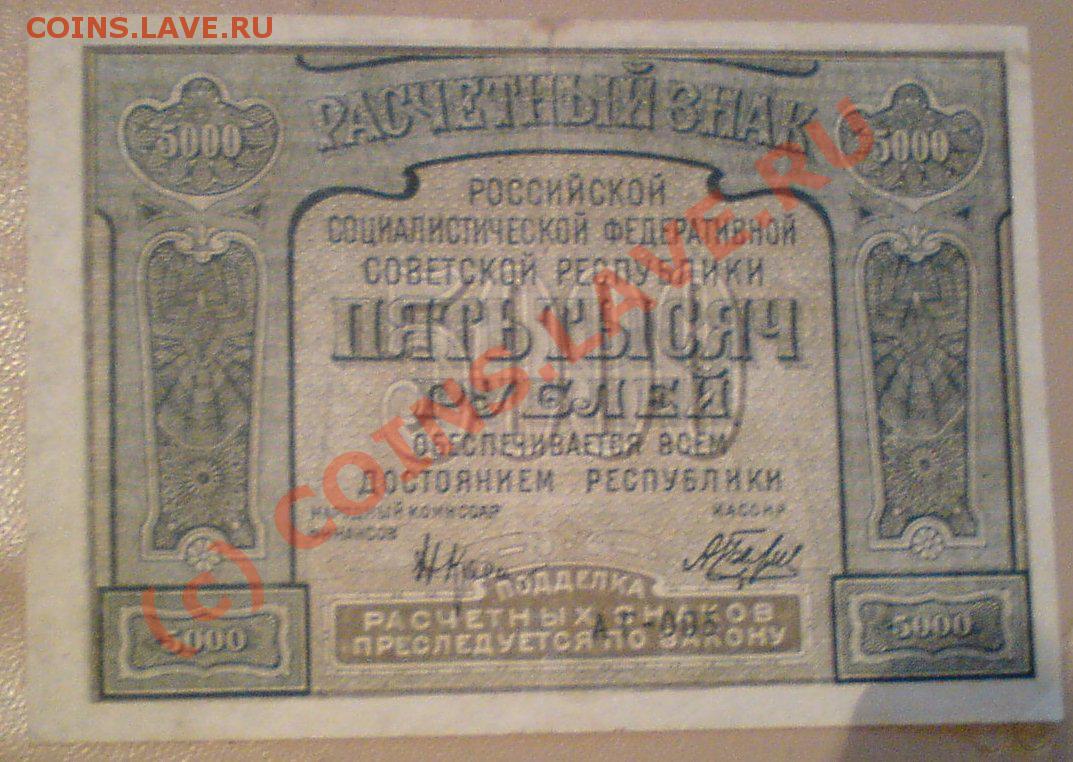 COINS.LAVE.RU
РАСЧЕТНЫЙ ЗНАК
5000
5000
РОССИЙСКОЙ
СОЦИАЛИСТИЧЕСКОЙ ФЕДЕРАТИВНОЙ
СОВЕТСКОЙ РЕСПУБЛИКИ
ПЯТЬ ТЫСЯЧ
РУБЛЕЙ
ОБЕСПЕЧИВАЕТСЯ ВСЕМ
ДОСТОЯНИЕМ РЕСПУБЛИКИ
НАРОДНЫЙ КОМИССАР
ФИНАНСОВ
КАССИР
ПОДДЕЛКА
РАСЧЕТНЫХ ЗНАКОВ
ПРЕСЛЕДУЕТСЯ ПО ЗАКОНУ
5000
5000
(c) COINS.LAVE.RU